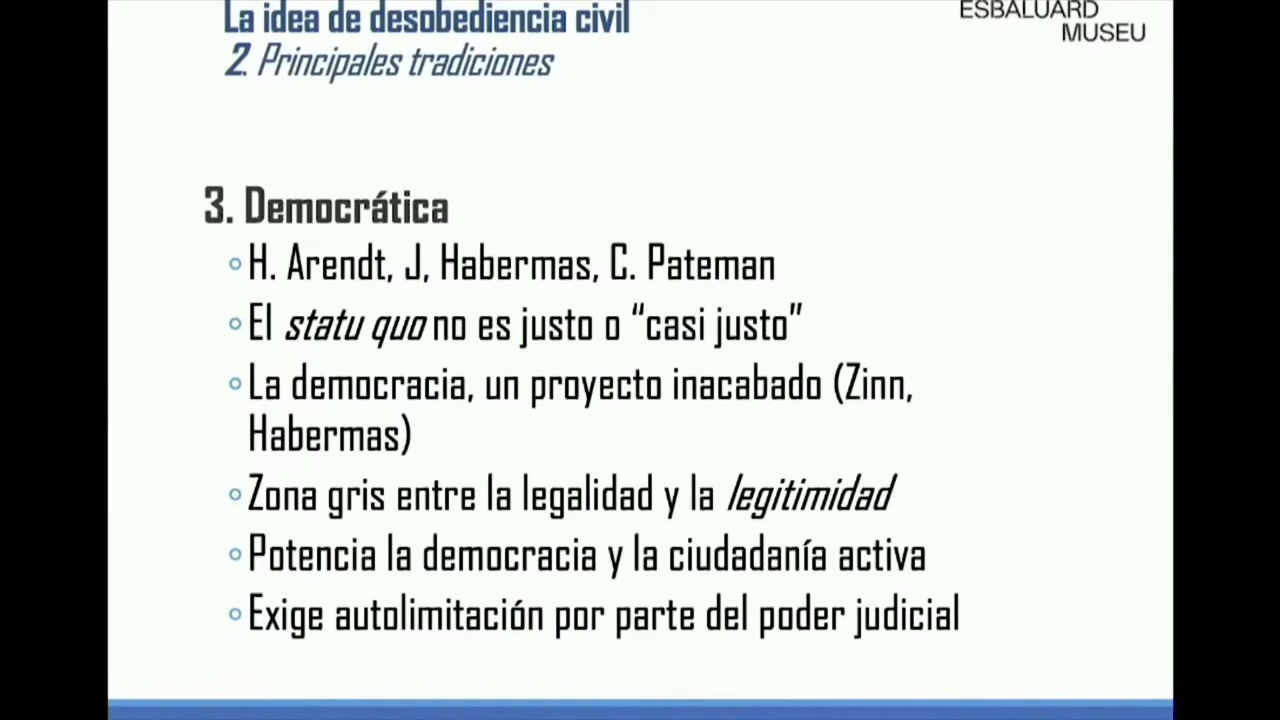 La idea de desobediencia civil
2. Principales tradiciones
ESBALUARD
MUSEU
3. Democrática
H. Arendt, J, Habermas, C. Pateman
El statu quo no es justo o “casi justo”
La democracia, un proyecto inacabado (Zinn,
Habermas)
Zona gris entre la legalidad y la legitimidad
Potencia la democracia y la ciudadanía activa
Exige autolimitación por parte del poder judicial